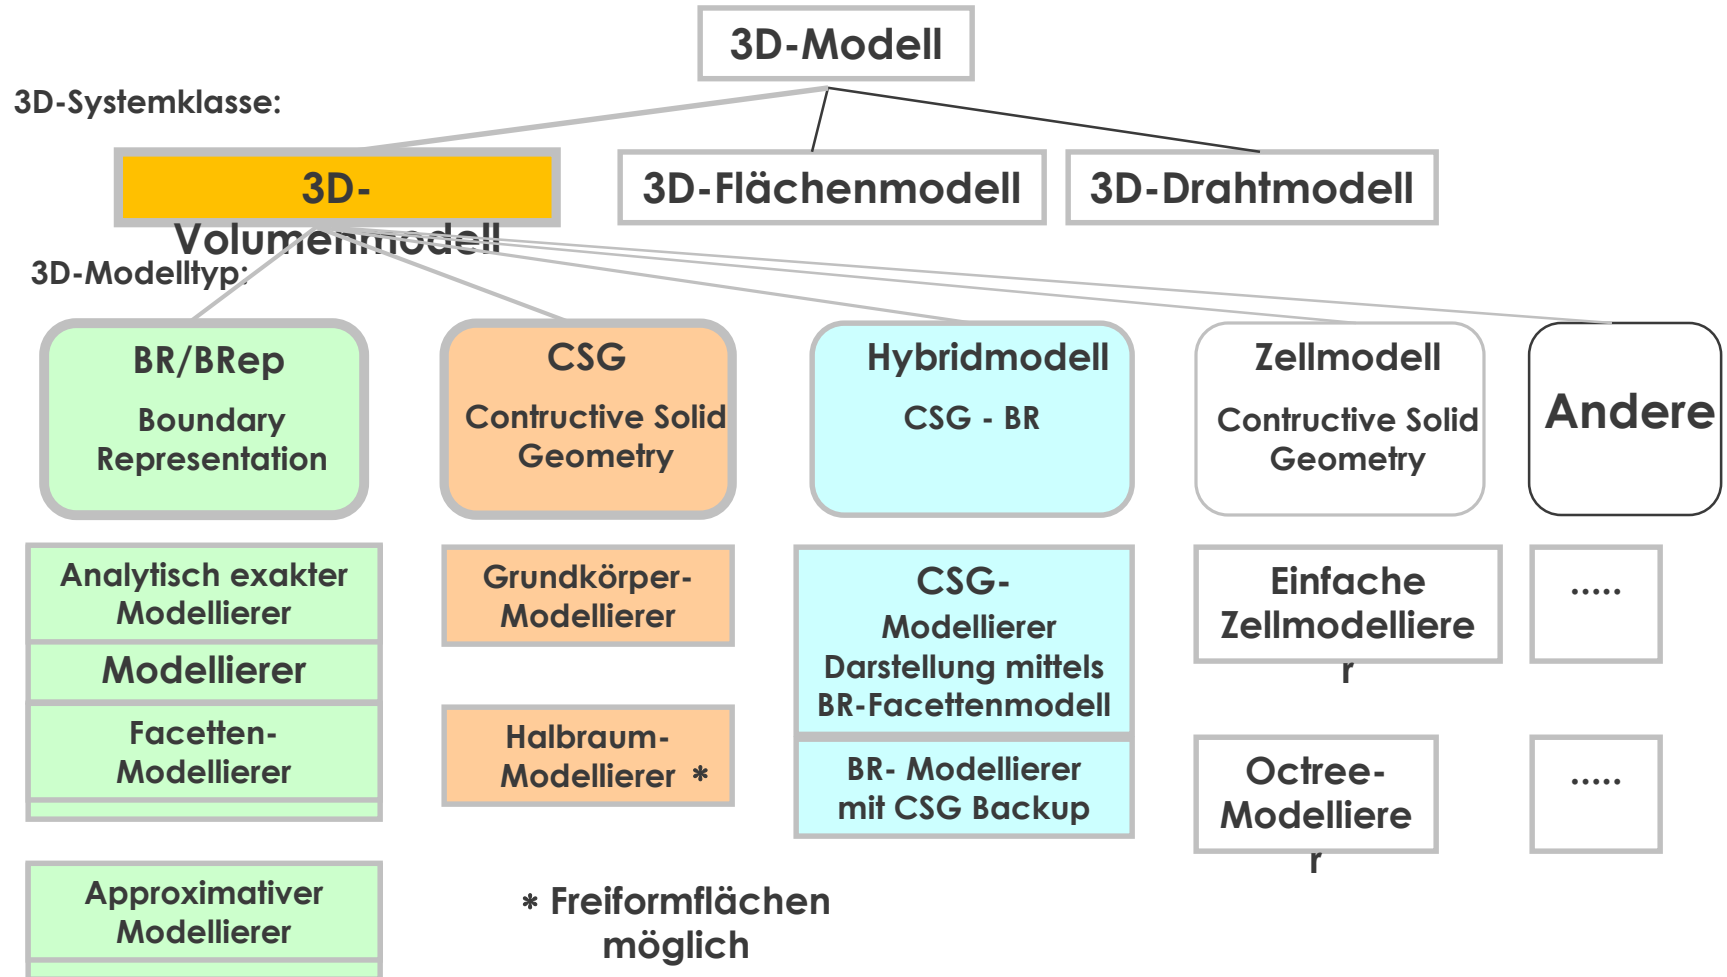 3D-Modell
3D-Systemklasse:
3D-
Volumenmodell
3D-Flächenmodell
3D-Drahtmodell
3D-Modelltyp:
BR/BRep
Boundary
Representation
CSG
Contructive Solid
Geometry
Hybridmodell
CSG - BR
Zellmodell
Contructive Solid
Geometry
Andere
Analytisch exakter
Modellierer
Modellierer
Facetten-
Modellierer
Approximativer
Modellierer
Grundkörper-
Modellierer
Halbraum-
Modellierer *
* Freiformflächen
möglich
CSG-
Modellierer
Darstellung mittels
BR-Facettenmodell
BR- Modellierer
mit CSG Backup
Einfache
Zellmodelliere
r
Octree-
Modelliere
r
.....
.....